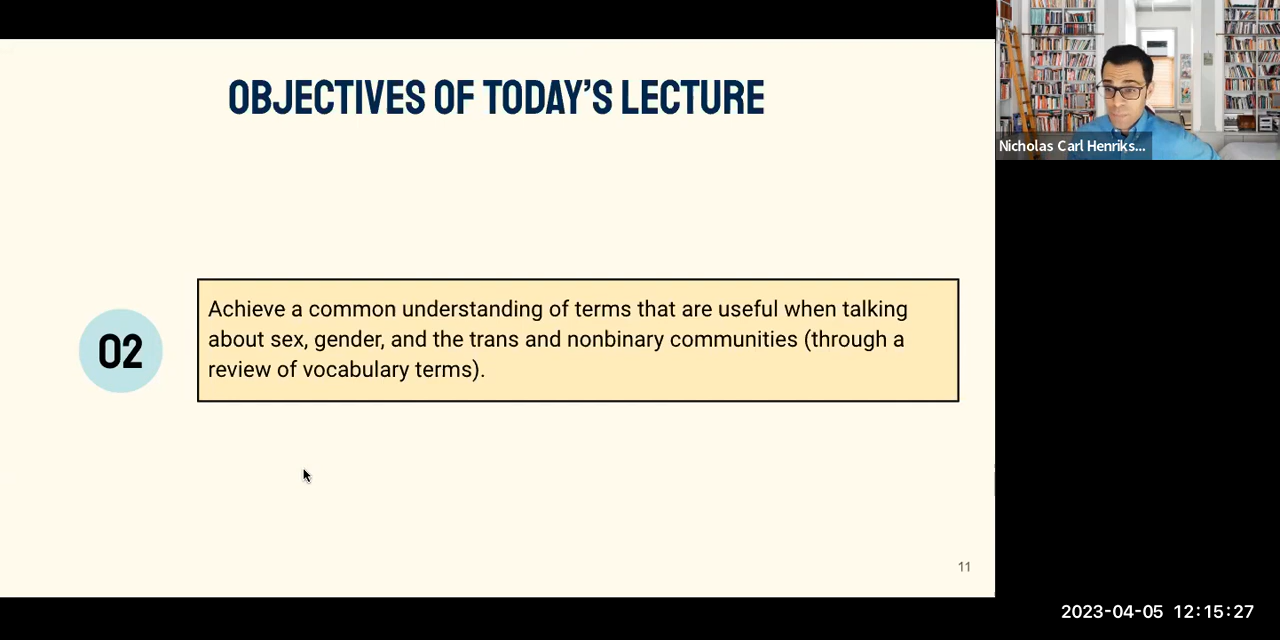 OBJECTIVES OF TODAY'S LECTURE
Nicholas Carl Henriks...
02
Achieve a common understanding of terms that are useful when talking
about sex, gender, and the trans and nonbinary communities (through a
review of vocabulary terms).
11
2023-04-05 12:15:27